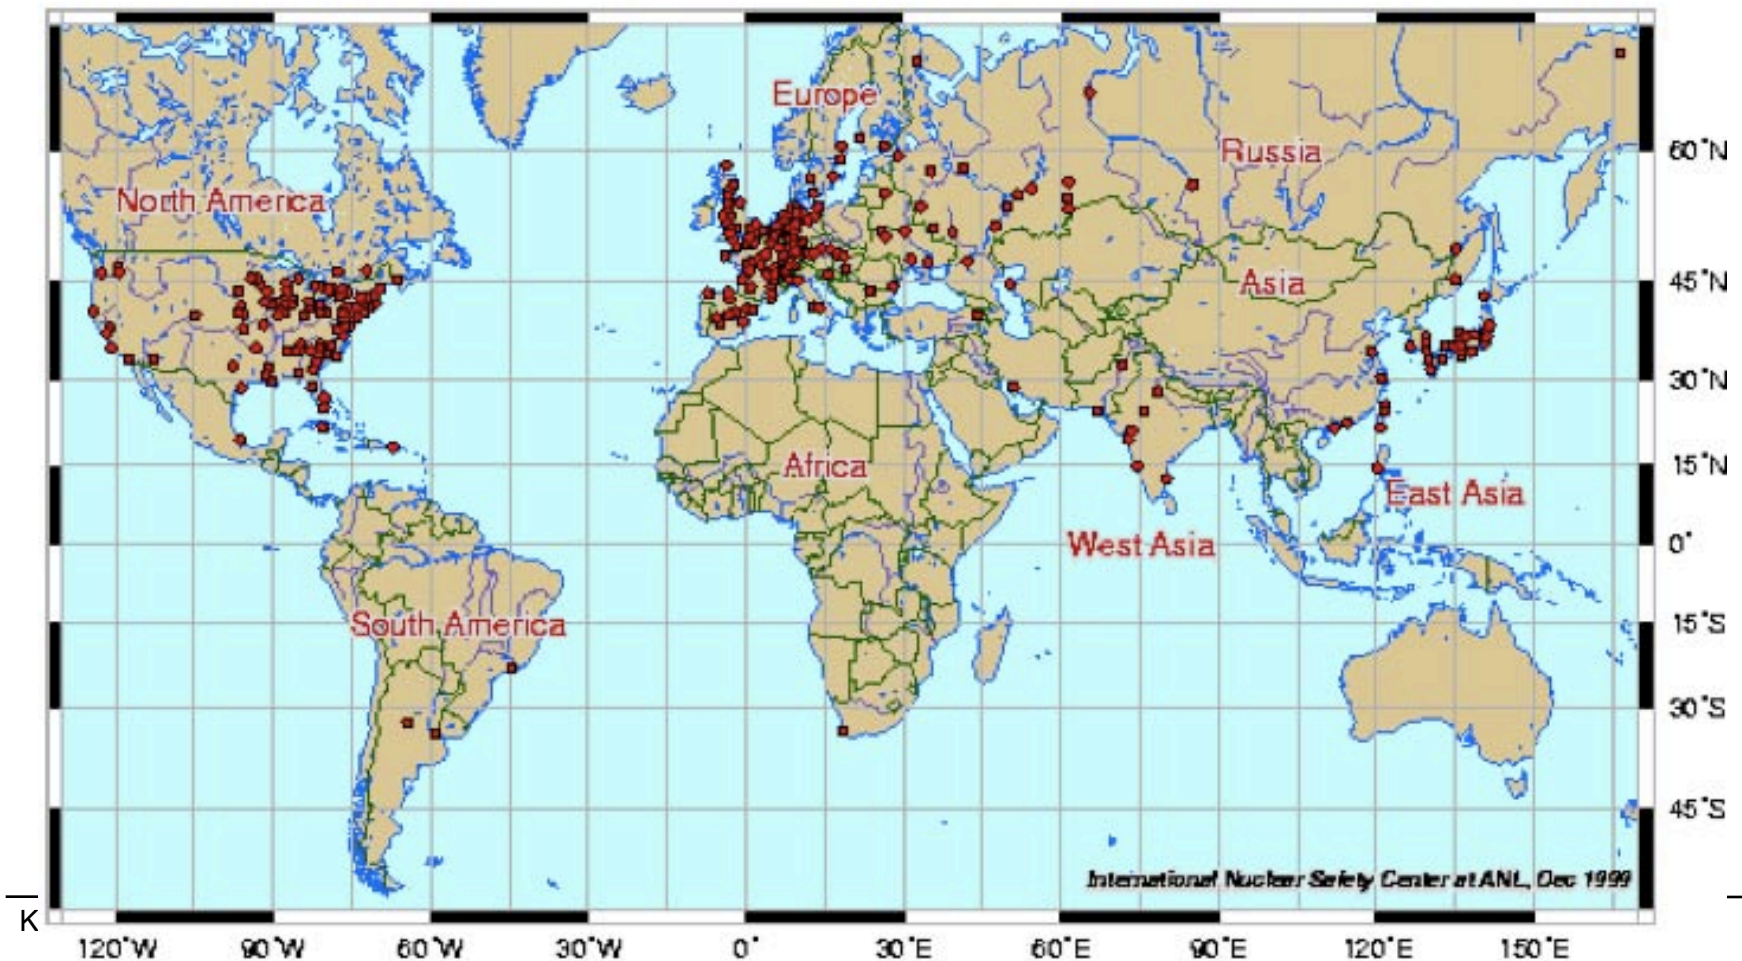 Europe
60°N
Russia
North America
45°N
Asia
30°N
Africa
15°N
East Asia
West Asia
0°
South America
15°S
30°S
45°S
International Nuclear Safety Center at ANL, Dec 1999
K
120°W 90°W 60°W 30°W 0° 30°E 60°E 90°E 120°E 150°E